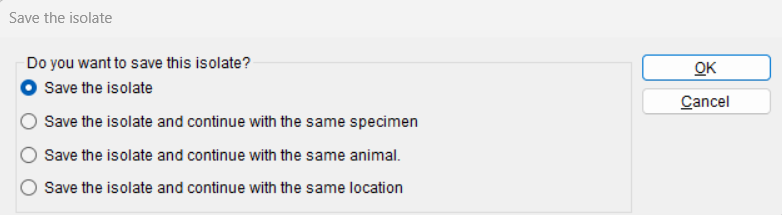 Save the isolate
Do you want to save this isolate?
Save the isolate
Save the isolate and continue with the same specimen
Save the isolate and continue with the same animal.
Save the isolate and continue with the same location
OK
Cancel